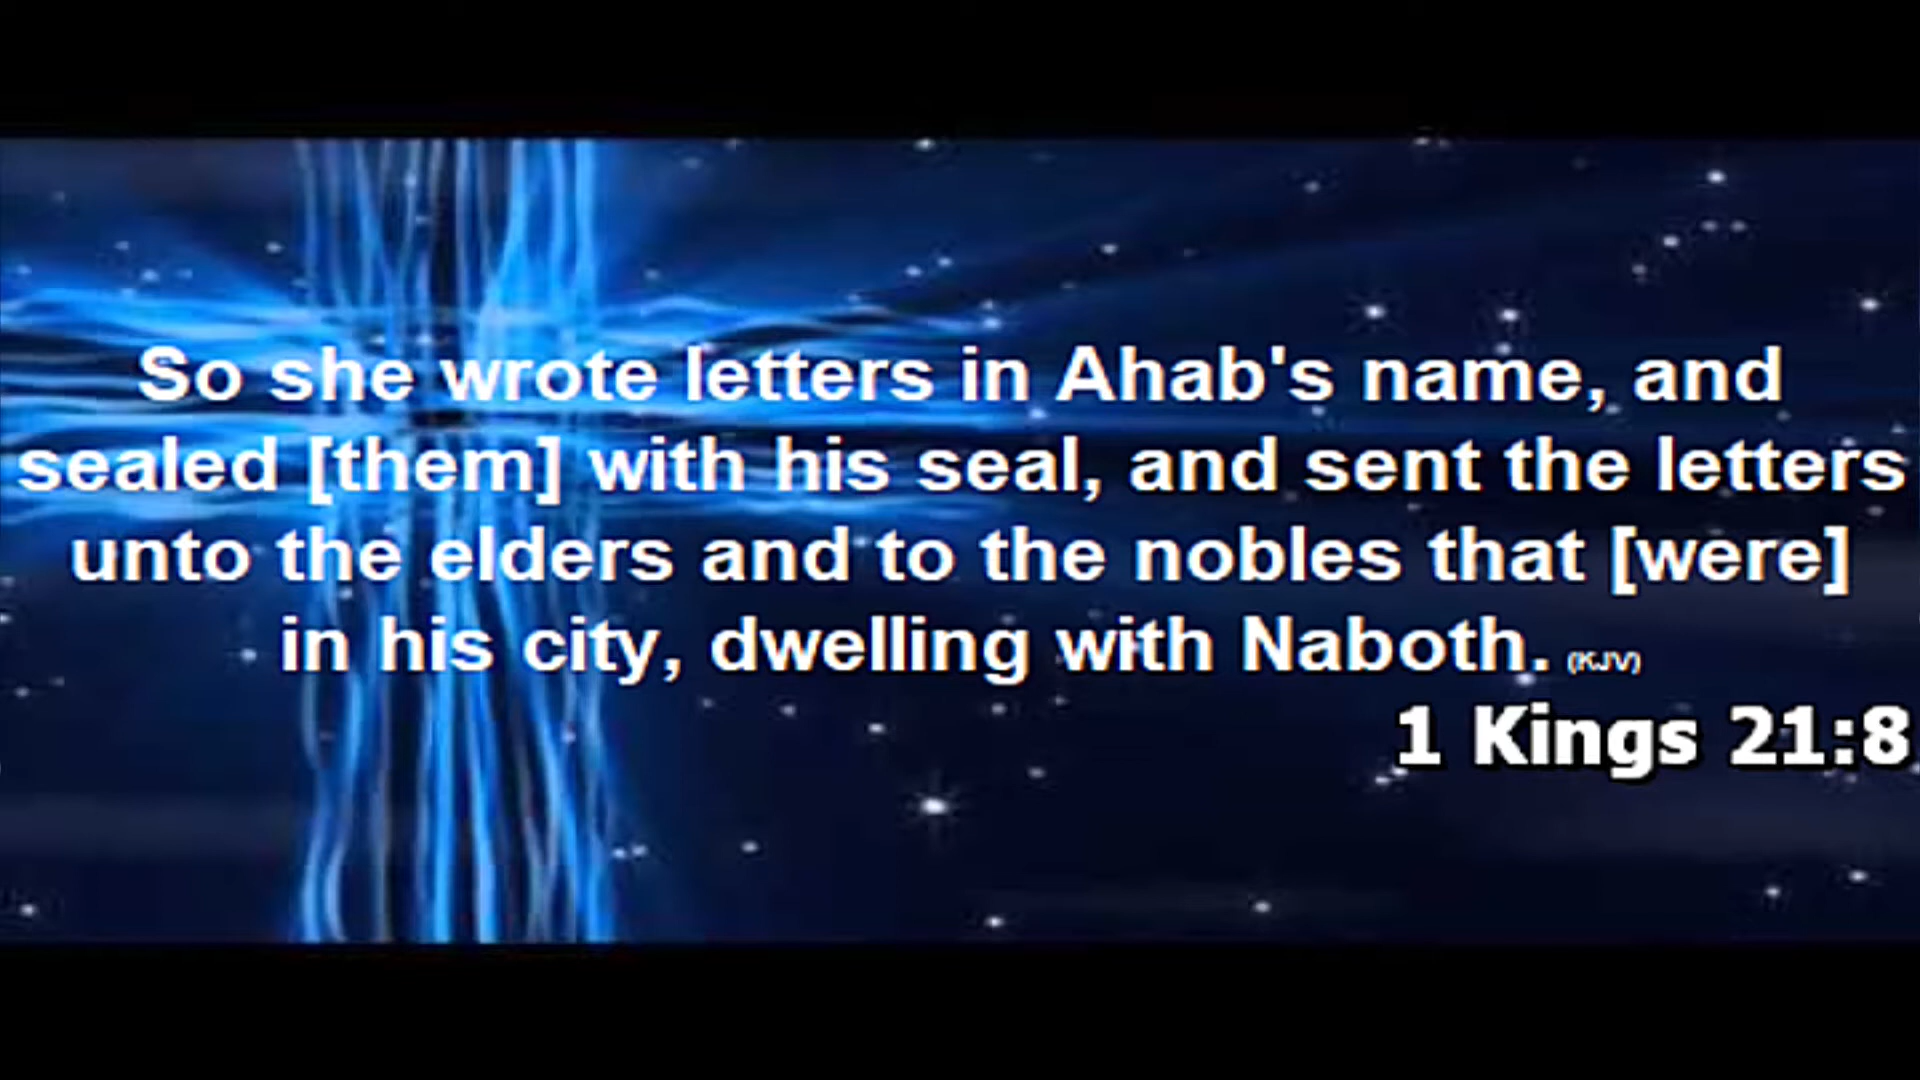 So she wrote letters in Ahab's name, and
sealed [them] with his seal, and sent the letters
unto the elders and to the nobles that [were]
in his city, dwelling with Naboth. (KJV)
1 Kings 21:8